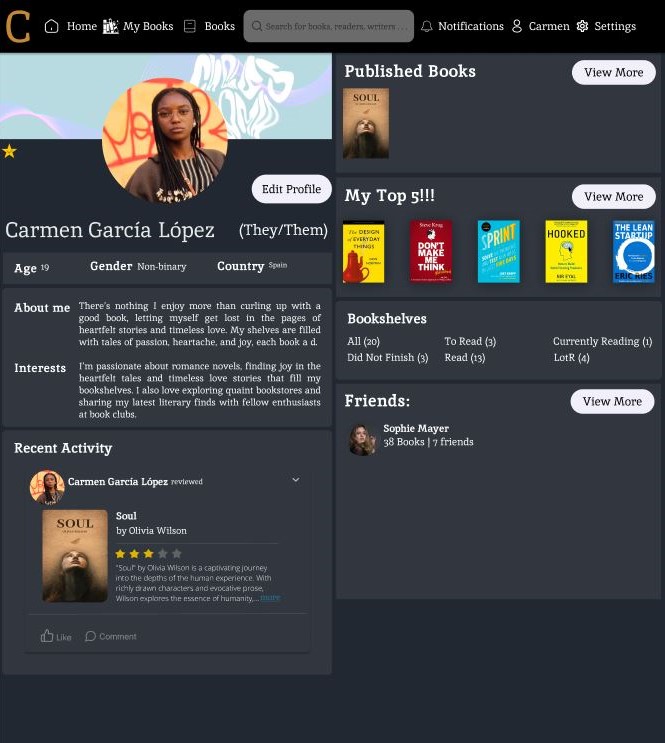 C Home My Books Books Search for books, readers, writers . . . Notifications Carmen Settings
Edit Profile
Carmen García López (They/Them)
Age 19 Gender Non-binary Country Spain
About me There's nothing I enjoy more than curling up with a
good book, letting myself get lost in the pages of
heartfelt stories and timeless love. My shelves are filled
with tales of passion, heartache, and joy, each book a d.
Interests I'm passionate about romance novels, finding joy in the
heartfelt tales and timeless love stories that fill my
bookshelves. I also love exploring quaint bookstores and
sharing my latest literary finds with fellow enthusiasts
at book clubs.
Recent Activity
Carmen García López reviewed
SOUL
Soul
by Olivia Wilson
"Soul" by Olivia Wilson is a captivating journey
into the depths of the human experience. With
richly drawn characters and evocative prose,
Wilson explores the essence of humanity,... more
Like Comment
Published Books View More
SOUL
My Top 5!!! View More
The DESIGN
of EVERYDAY
THINGS
Steve Krug
DON'T
MAKE
ME
THINK
SPRINT
HOOKED
NIR EYAL
THE LEAN
STARTUP
ERIC RIES
Bookshelves
All (20) To Read (3) Currently Reading (1)
Did Not Finish (3) Read (13) LotR (4)
Friends: View More
Sophie Mayer
38 Books | 7 friends